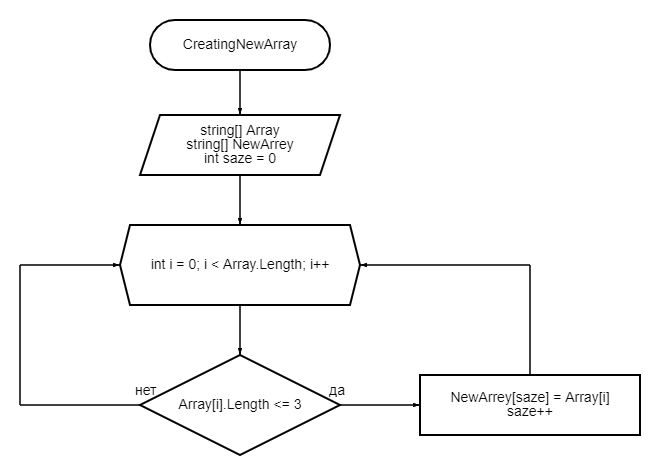 CreatingNewArray
string[] Array
string[] NewArrey
int saze = 0
int i = 0; i < Array.Length; i++
нет
да
Array[i].Length <= 3
NewArrey[saze] = Array[i]
saze++